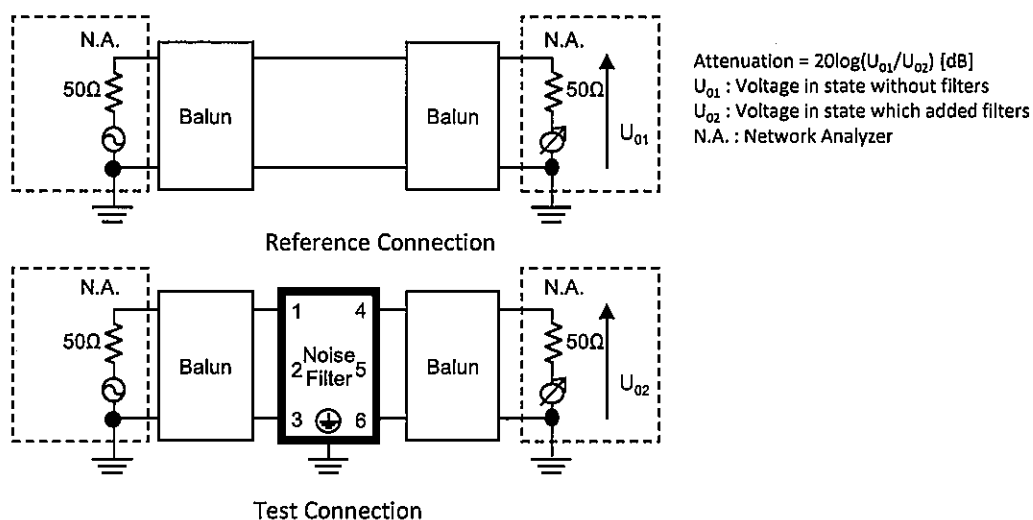 N.A.
50Ω
Balun
Balun
N.A.
50Ω
U01
Attenuation = 20log(U01/U02) [dB]
U01 : Voltage in state without filters
U02 : Voltage in state which added filters
N.A. : Network Analyzer
Reference Connection
N.A.
50Ω
Balun
1 4
2 Noise 5
Filter
3 6
Balun
N.A.
50Ω
U02
Test Connection